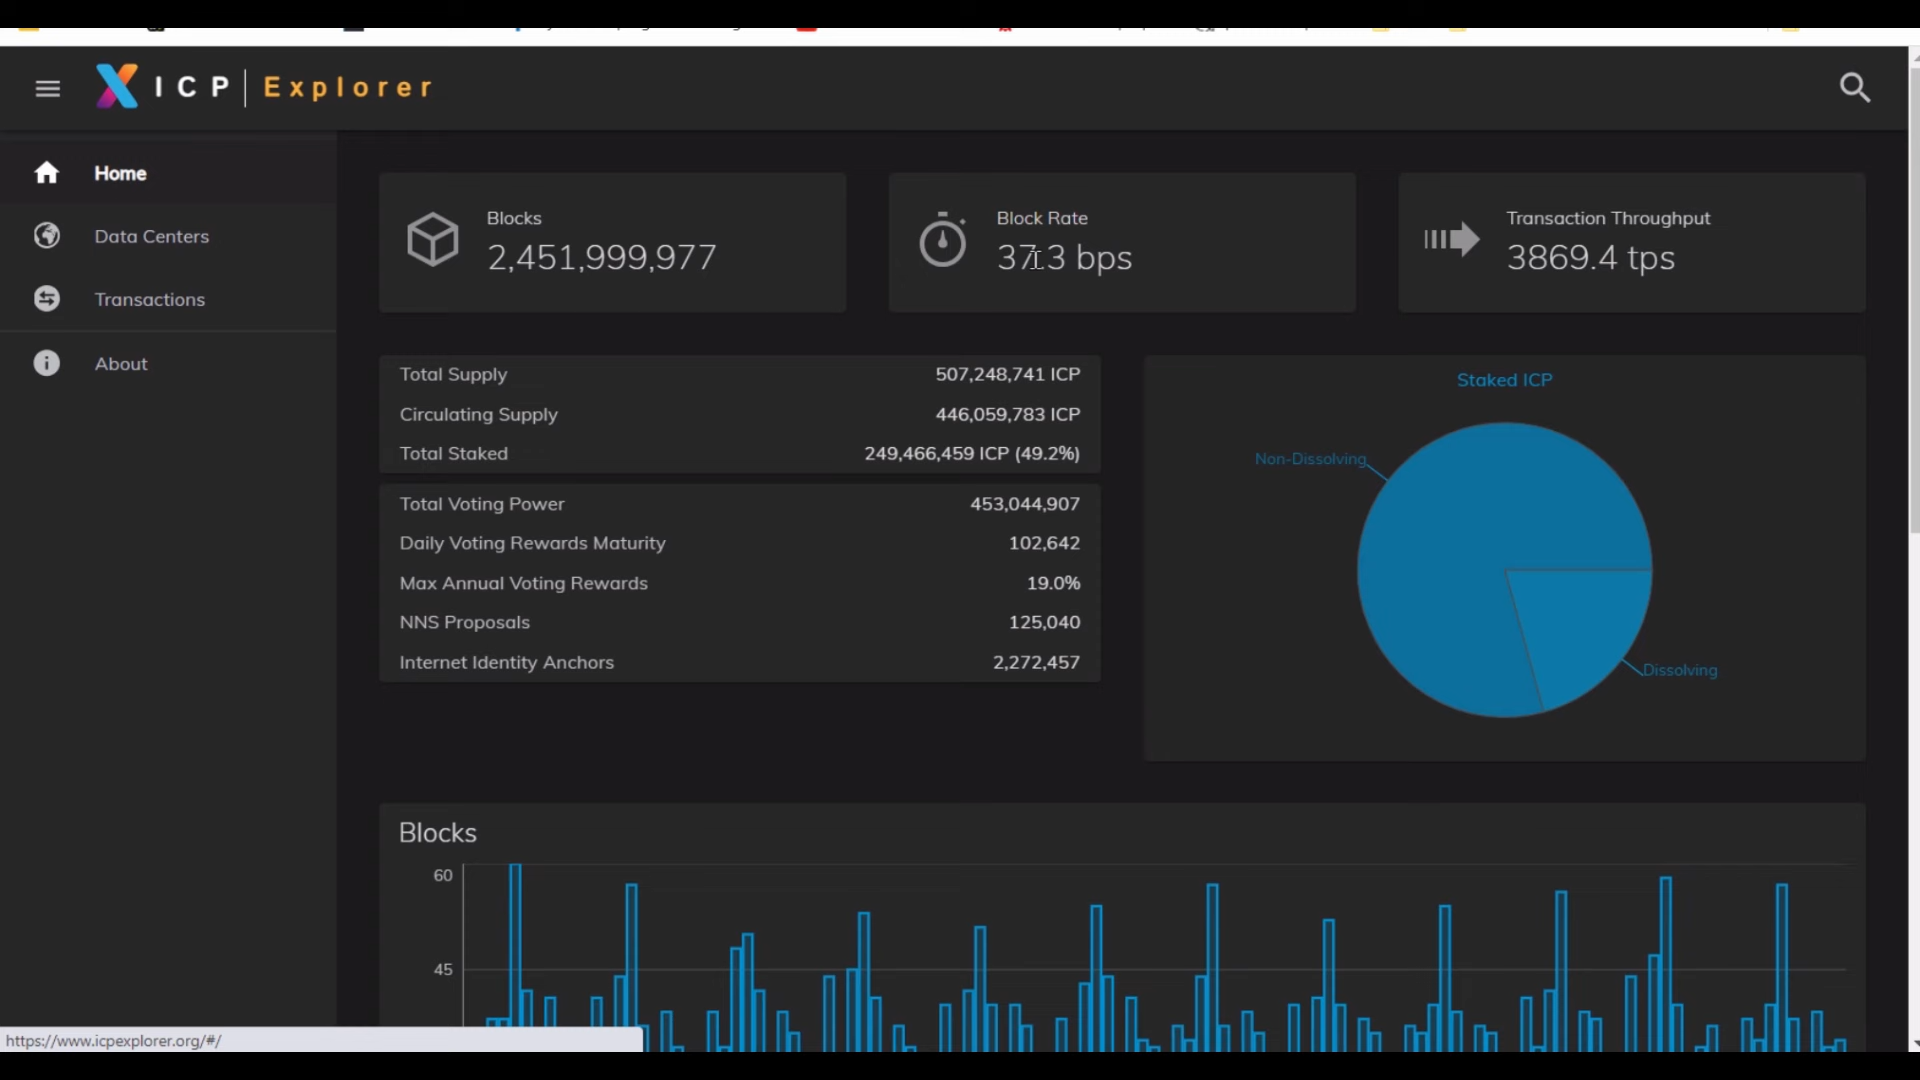 ICP | Explorer
Home
Data Centers
Transactions
About
Blocks
2,451,999,977
Block Rate
37.3 bps
Transaction Throughput
3869.4 tps
Total Supply 507,248,741 ICP
Circulating Supply 446,059,783 ICP
Total Staked 249,466,459 ICP (49.2%)
Total Voting Power 453,044,907
Daily Voting Rewards Maturity 102,642
Max Annual Voting Rewards 19.0%
NNS Proposals 125,040
Internet Identity Anchors 2,272,457
Staked ICP
Non-Dissolving
Dissolving
Blocks
60
45
https://www.icpexplorer.org/#/